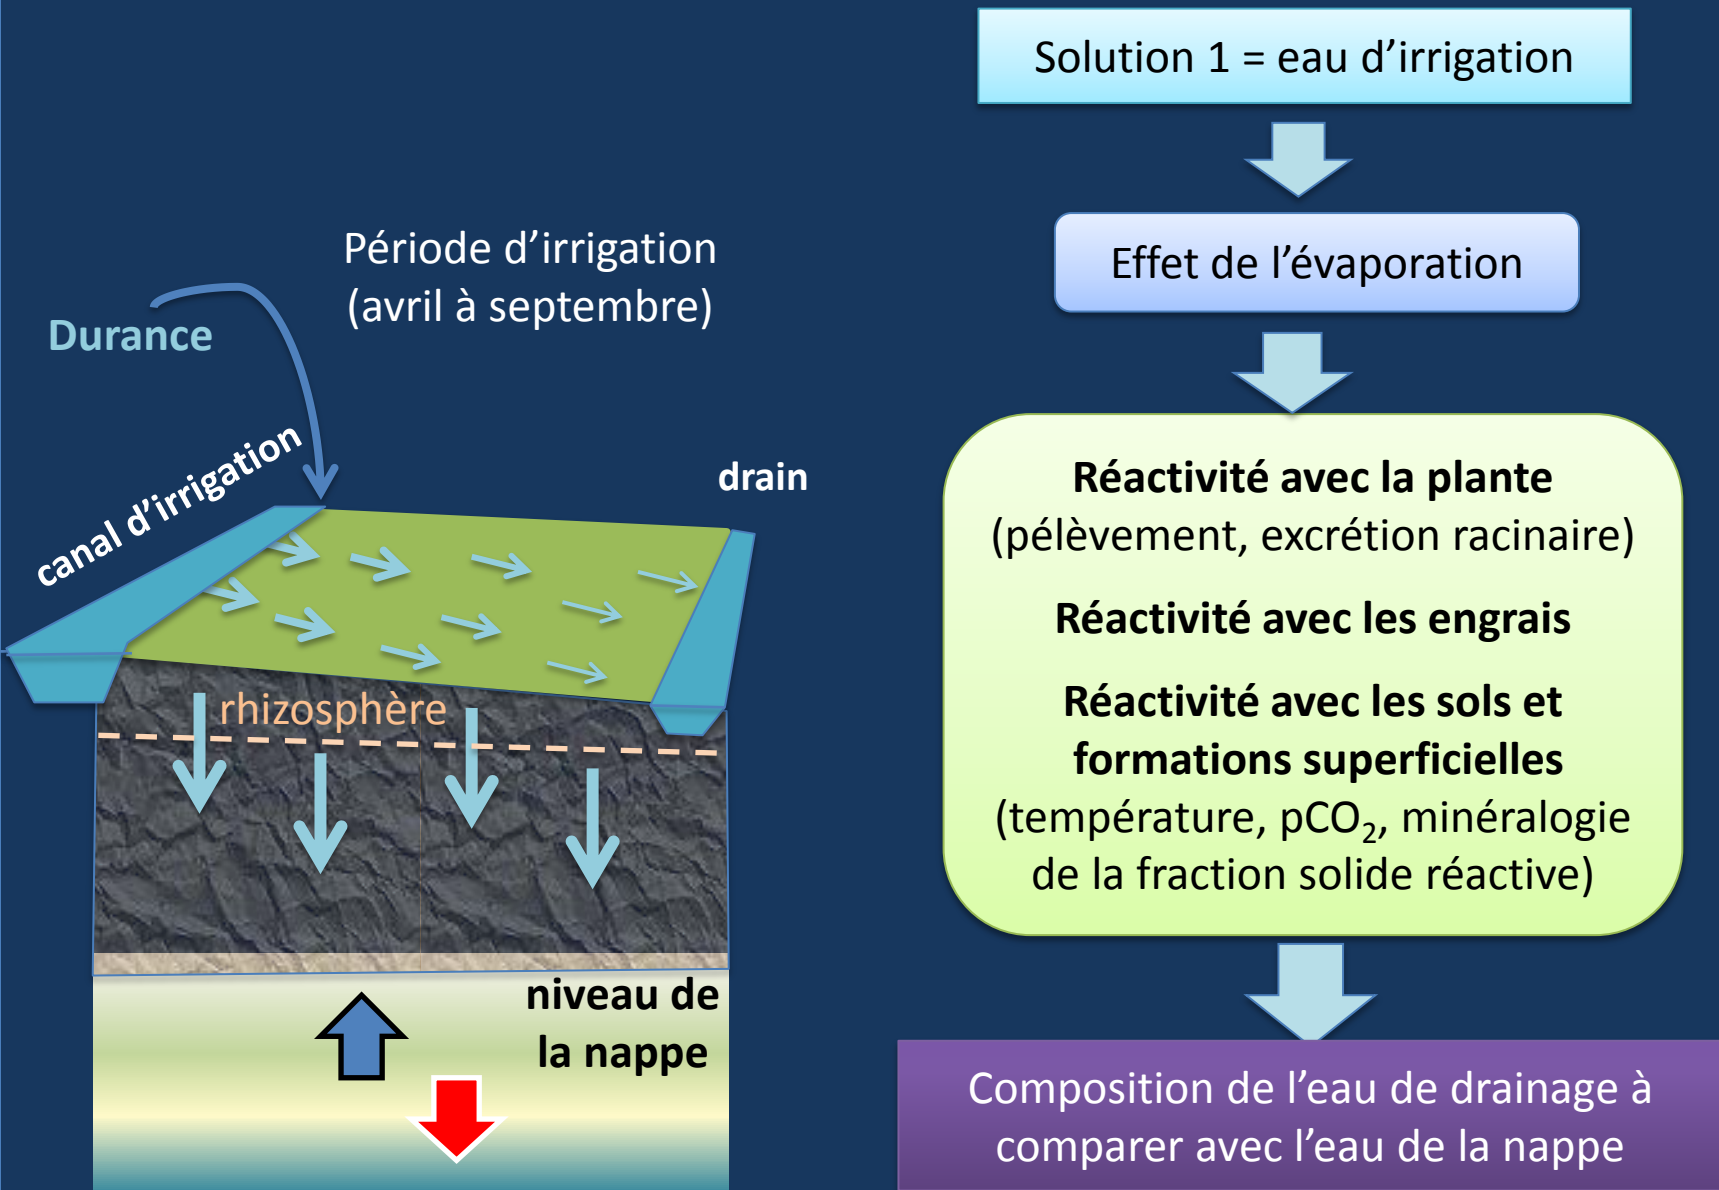 Période d’irrigation
(avril à septembre)
Durance
canal d’irrigation
drain
rhizosphère
niveau de
la nappe
Solution 1 = eau d’irrigation
Effet de l’évaporation
Réactivité avec la plante
(pélèvement, excrétion racinaire)
Réactivité avec les engrais
Réactivité avec les sols et
formations superficielles
(température, pCO₂, minéralogie
de la fraction solide réactive)
Composition de l’eau de drainage à
comparer avec l’eau de la nappe